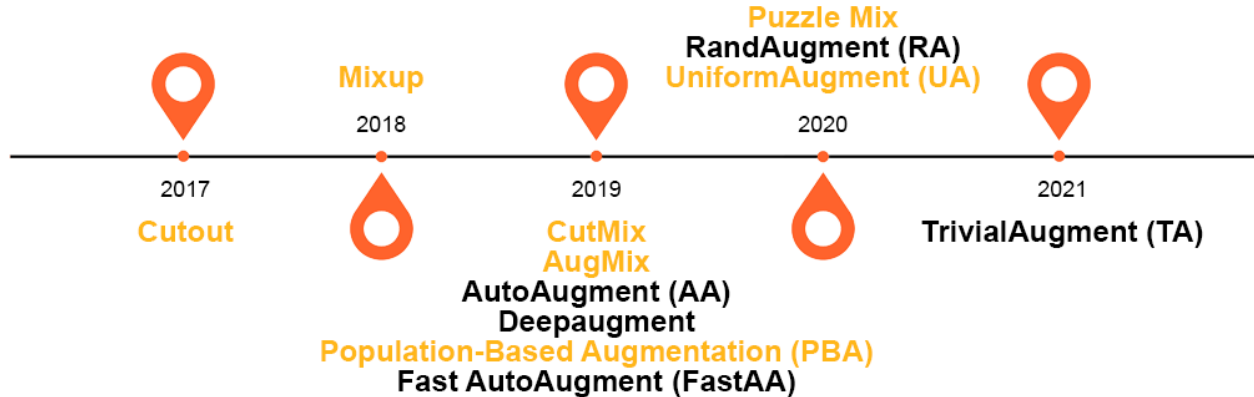 Puzzle Mix
RandAugment (RA)
Mixup
UniformAugment (UA)
2018
2020
2017
2019
2021
Cutout
CutMix
TrivialAugment (TA)
AugMix
AutoAugment (AA)
Deepaugment
Population-Based Augmentation (PBA)
Fast AutoAugment (FastAA)